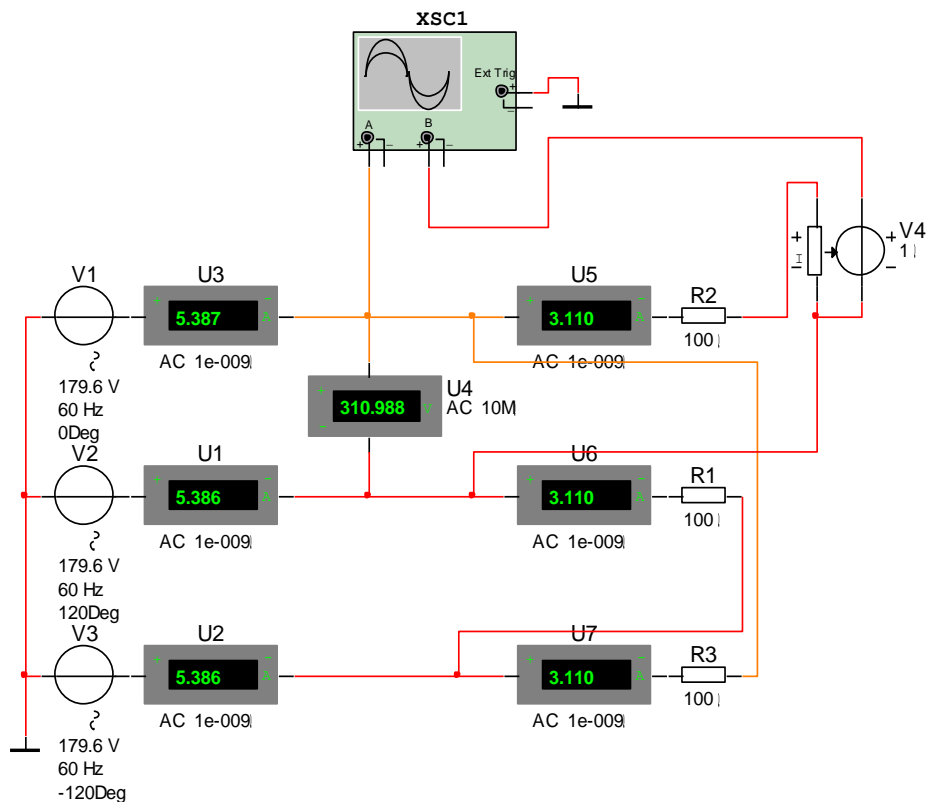 XSC1
Ext Trig
+
−
A
B
+
−
+
−
V4
1
+
−
I
+
−
V1
U3
U5
R2
+
5.387
−
A
+
3.110
−
A
100
AC 1e-009
AC 1e-009
179.6 V
60 Hz
0Deg
+
310.988
V
−
U4
AC 10M
V2
U1
U6
R1
+
5.386
−
A
+
3.110
−
A
100
AC 1e-009
AC 1e-009
179.6 V
60 Hz
120Deg
V3
U2
U7
R3
+
5.386
−
A
+
3.110
−
A
100
AC 1e-009
AC 1e-009
179.6 V
60 Hz
-120Deg